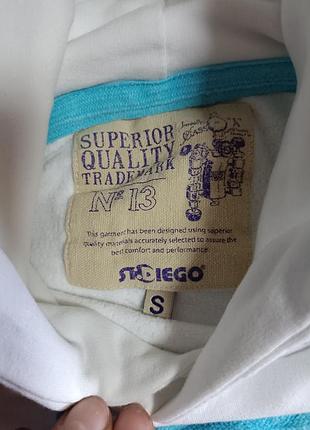 SUPERIOR
QUALITY
TRADEMARK
Nº 13
CLASS
This garment has been designed using superior
Quality materials accurately selected to assure the
best comfort and performance.
STDIEGO
S